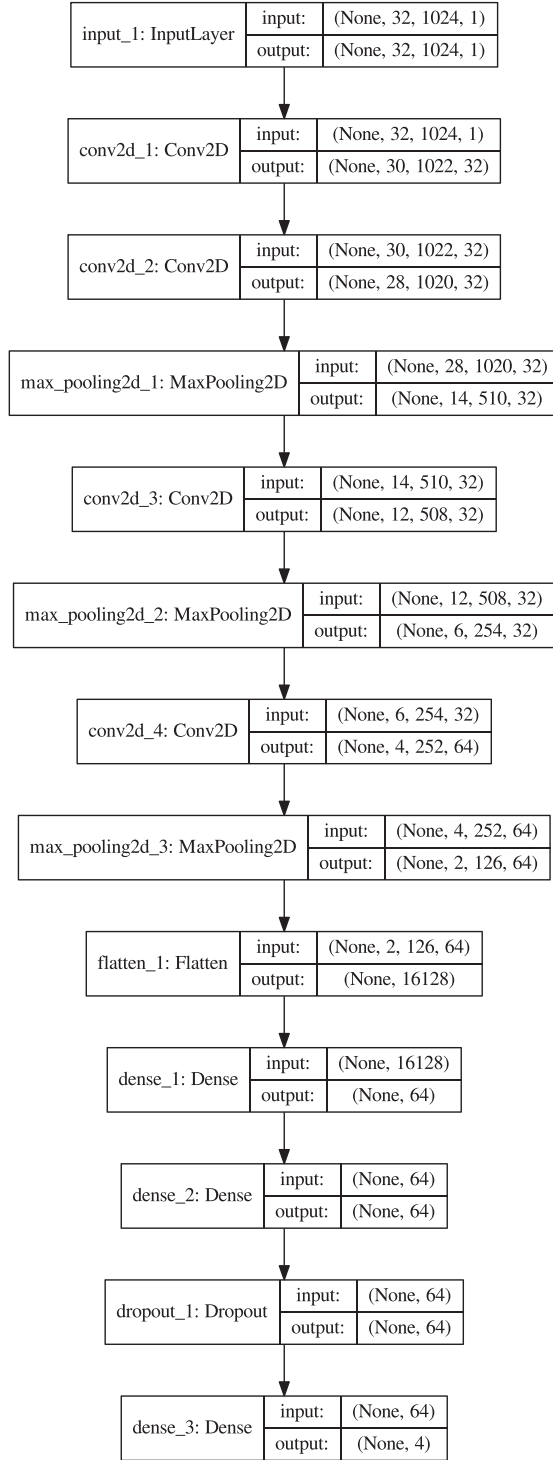 input_1: InputLayer
input: (None, 32, 1024, 1)
output: (None, 32, 1024, 1)
conv2d_1: Conv2D
input: (None, 32, 1024, 1)
output: (None, 30, 1022, 32)
conv2d_2: Conv2D
input: (None, 30, 1022, 32)
output: (None, 28, 1020, 32)
max_pooling2d_1: MaxPooling2D
input: (None, 28, 1020, 32)
output: (None, 14, 510, 32)
conv2d_3: Conv2D
input: (None, 14, 510, 32)
output: (None, 12, 508, 32)
max_pooling2d_2: MaxPooling2D
input: (None, 12, 508, 32)
output: (None, 6, 254, 32)
conv2d_4: Conv2D
input: (None, 6, 254, 32)
output: (None, 4, 252, 64)
max_pooling2d_3: MaxPooling2D
input: (None, 4, 252, 64)
output: (None, 2, 126, 64)
flatten_1: Flatten
input: (None, 2, 126, 64)
output: (None, 16128)
dense_1: Dense
input: (None, 16128)
output: (None, 64)
dense_2: Dense
input: (None, 64)
output: (None, 64)
dropout_1: Dropout
input: (None, 64)
output: (None, 64)
dense_3: Dense
input: (None, 64)
output: (None, 4)